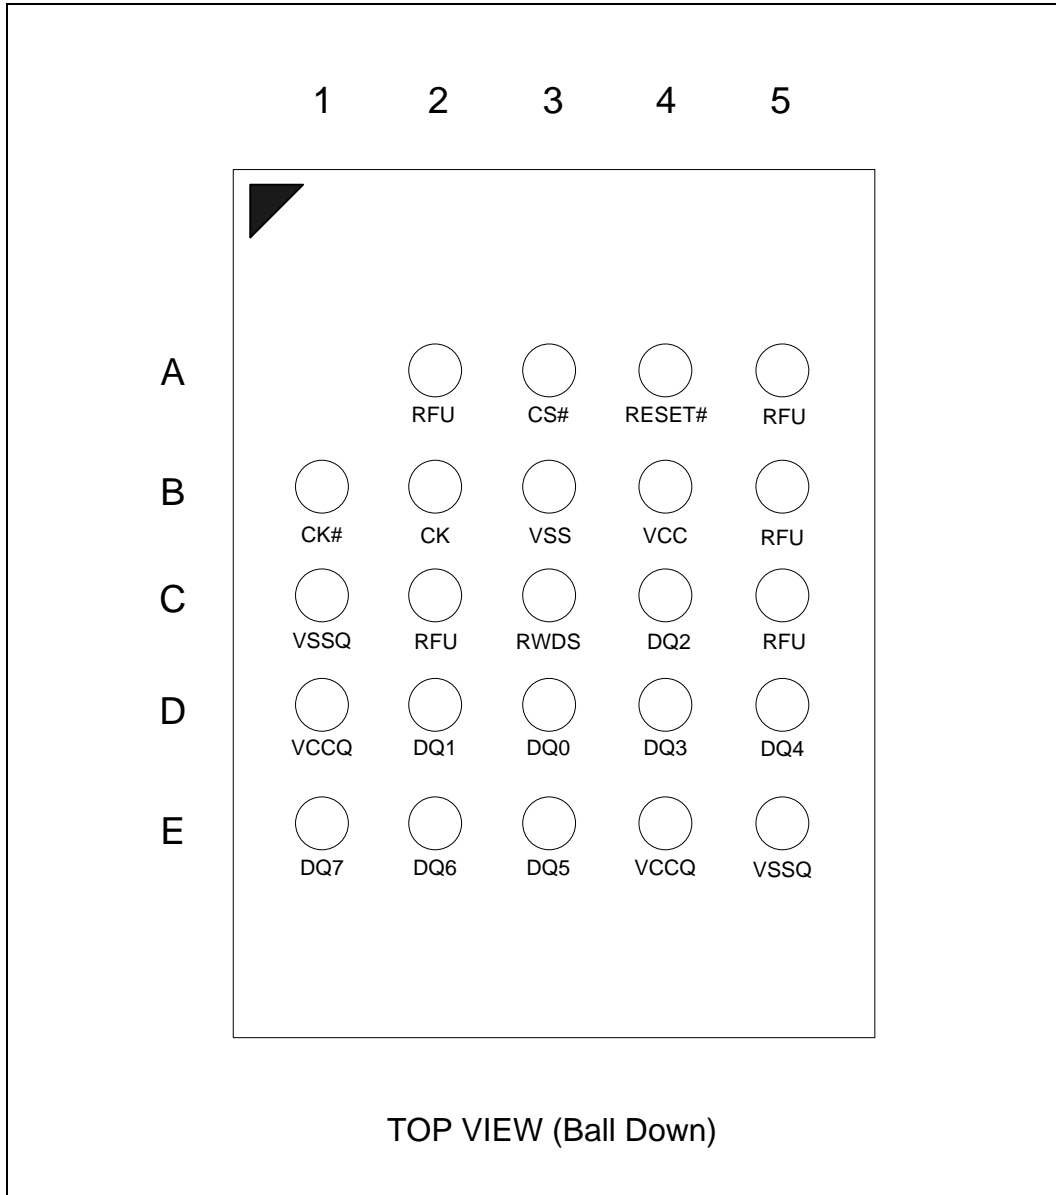 1 2 3 4 5
A
RFU CS# RESET# RFU
B
CK# CK VSS VCC RFU
C
VSSQ RFU RWDS DQ2 RFU
D
VCCQ DQ1 DQ0 DQ3 DQ4
E
DQ7 DQ6 DQ5 VCCQ VSSQ
TOP VIEW (Ball Down)